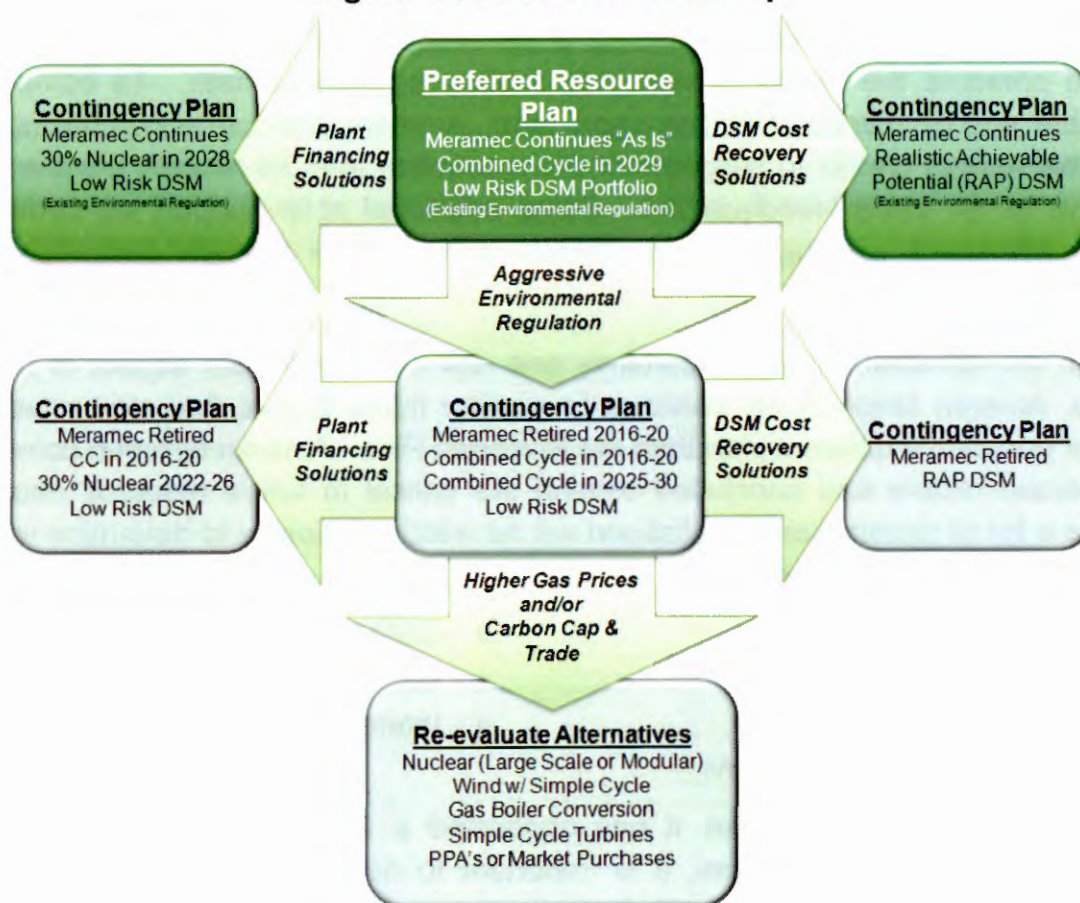 Contingency Plan
Meramec Continues
30% Nuclear in 2028
Low Risk DSM
(Existing Environmental Regulation)
Plant
Financing
Solutions
Preferred Resource
Plan
Meramec Continues "As Is"
Combined Cycle in 2029
Low Risk DSM Portfolio
(Existing Environmental Regulation)
DSM Cost
Recovery
Solutions
Contingency Plan
Meramec Continues
Realistic Achievable
Potential (RAP) DSM
(Existing Environmental Regulation)
Aggressive
Environmental
Regulation
Contingency Plan
Meramec Retired
CC in 2016-20
30% Nuclear 2022-26
Low Risk DSM
Plant
Financing
Solutions
Contingency Plan
Meramec Retired 2016-20
Combined Cycle in 2016-20
Combined Cycle in 2025-30
Low Risk DSM
DSM Cost
Recovery
Solutions
Contingency Plan
Meramec Retired
RAP DSM
Higher Gas Prices
and/or
Carbon Cap &
Trade
Re-evaluate Alternatives
Nuclear (Large Scale or Modular)
Wind w/ Simple Cycle
Gas Boiler Conversion
Simple Cycle Turbines
PPA's or Market Purchases